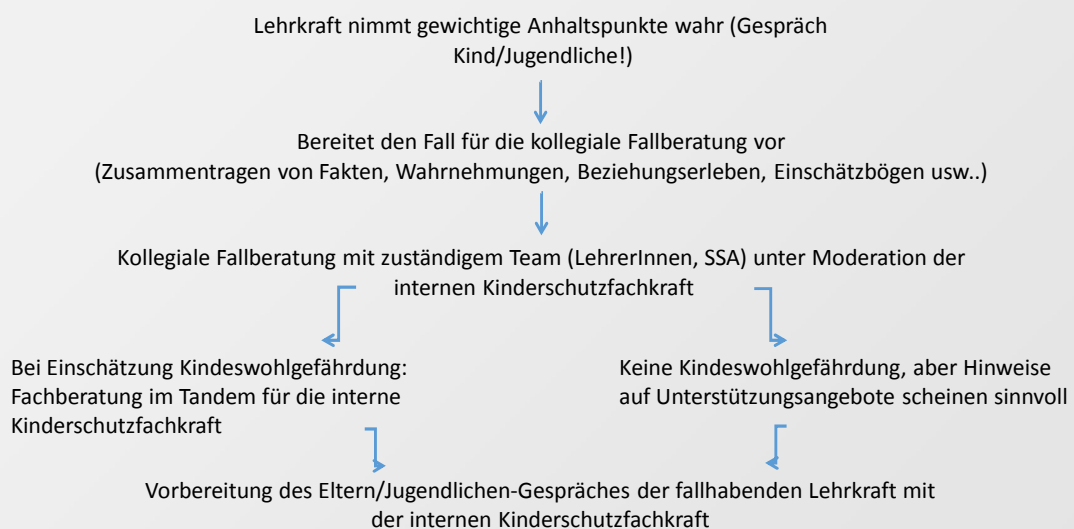 Lehrkraft nimmt gewichtige Anhaltspunkte wahr (Gespräch
Kind/Jugendliche!)
Bereitet den Fall für die kollegiale Fallberatung vor
(Zusammentragen von Fakten, Wahrnehmungen, Beziehungserleben, Einschätzbögen usw..)
Kollegiale Fallberatung mit zuständigem Team (LehrerInnen, SSA) unter Moderation der
internen Kinderschutzfachkraft
Bei Einschätzung Kindeswohlgefährdung:
Fachberatung im Tandem für die interne
Kinderschutzfachkraft
Keine Kindeswohlgefährdung, aber Hinweise
auf Unterstützungsangebote scheinen sinnvoll
Vorbereitung des Eltern/Jugendlichen-Gespräches der fallhabenden Lehrkraft mit
der internen Kinderschutzfachkraft